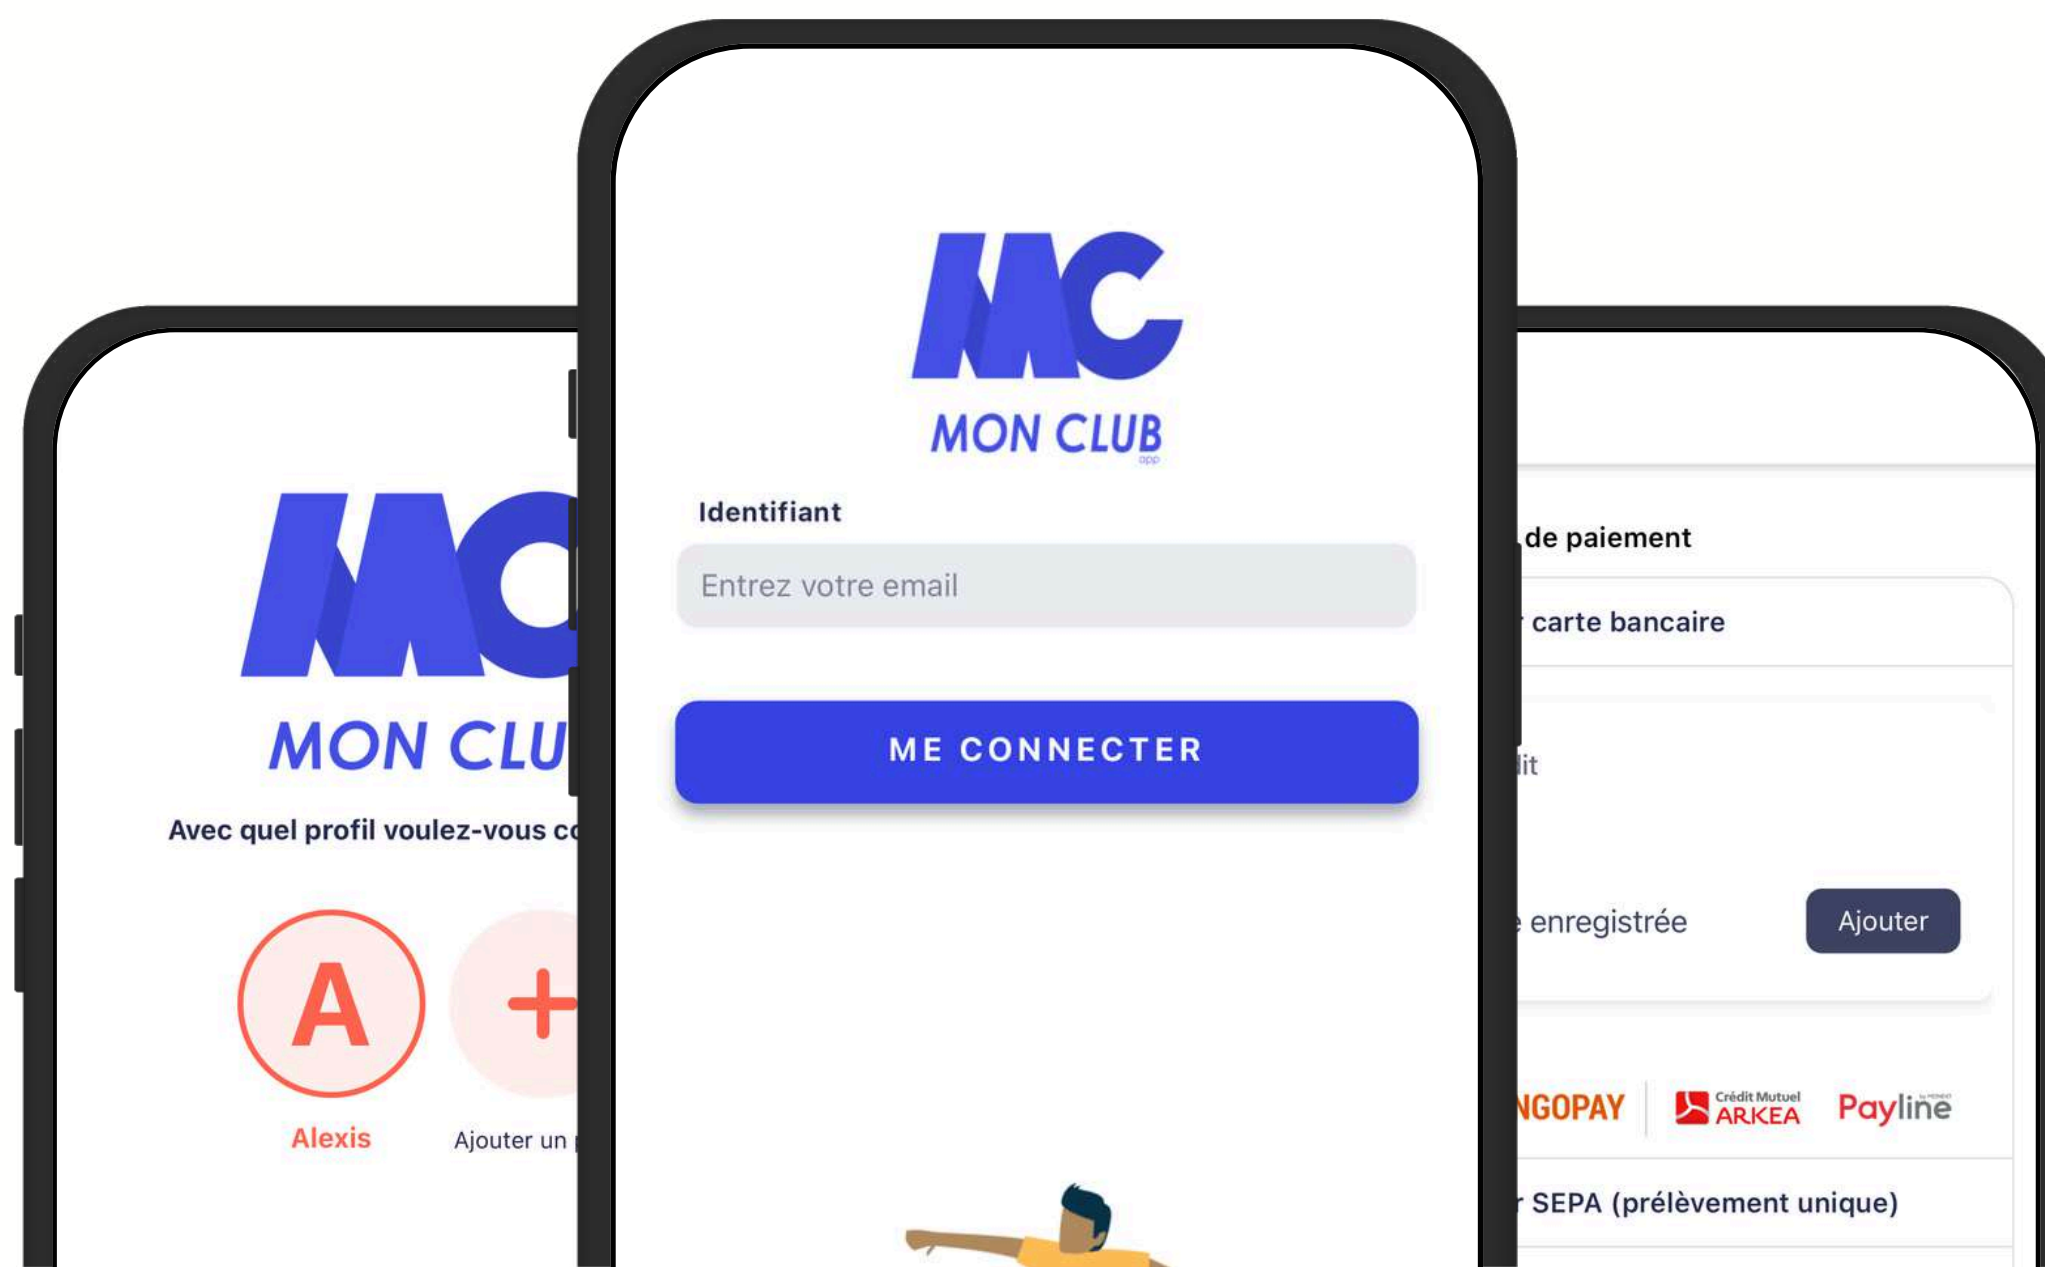 MC
MON CLU
Avec quel profil voulez-vous
A
Alexis
Ajouter un
MC
MON CLUB
app
Identifiant
Entrez votre email
ME CONNECTER
de paiement
carte bancaire
enregistrée
Ajouter
NGOPAY
Crédit Mutuel
ARKEA
Payline
SEPA (prélèvement unique)